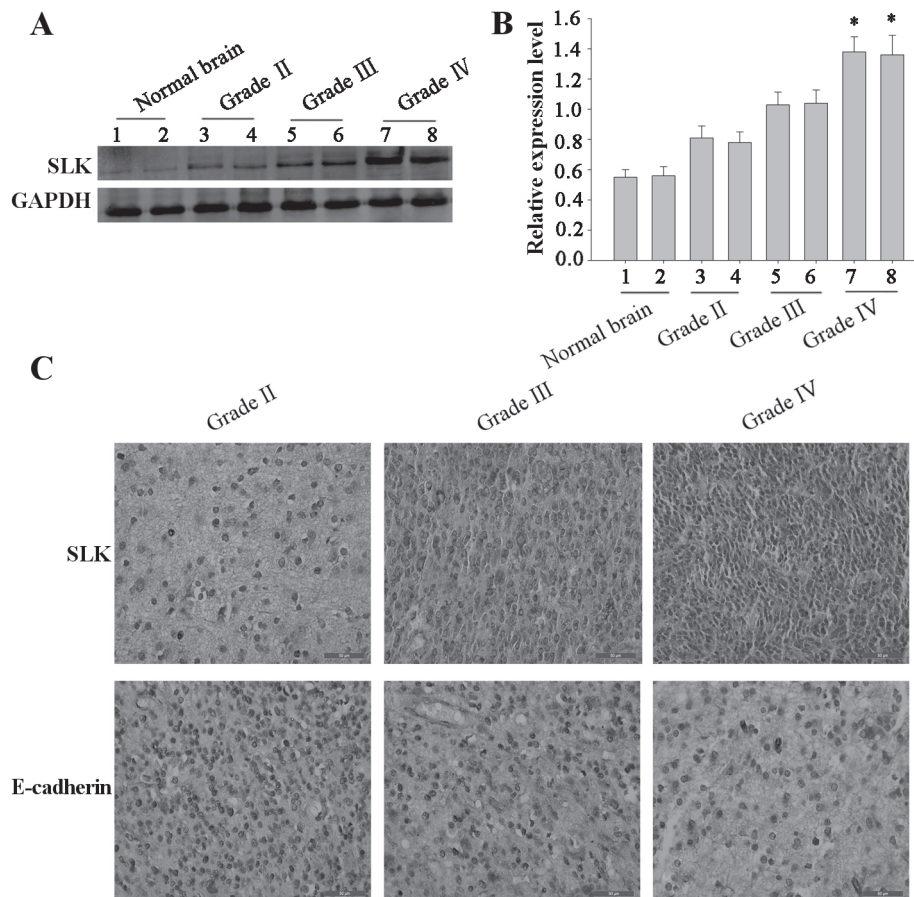 A
Normal brain
Grade II
Grade III
Grade IV
1 2 3 4 5 6 7 8
SLK
GAPDH
B
Relative expression level
1.6
1.4
1.2
1.0
0.8
0.6
0.4
0.2
0.0
* *
1 2 3 4 5 6 7 8
Normal brain
Grade II
Grade III
Grade IV
C
Grade II
Grade III
Grade IV
SLK
E-cadherin